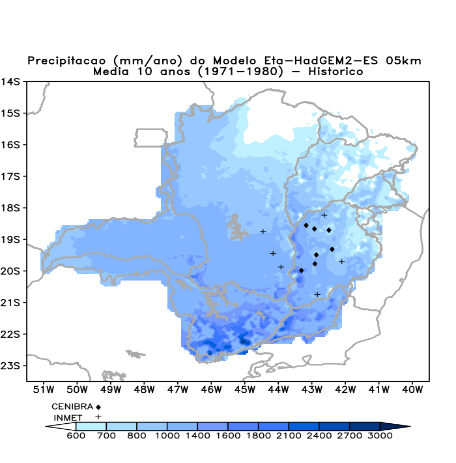 Precipitacao (mm/ano) do Modelo Eta-HadGEM2-ES 05km
Media 10 anos (1971-1980) - Historico
14S
15S
16S
17S
18S
19S
20S
21S
22S
23S
51W 50W 49W 48W 47W 46W 45W 44W 43W 42W 41W 40W
CENIBRA
INMET
600 700 800 1000 1400 1700 1800 2100 2400 2700 3000